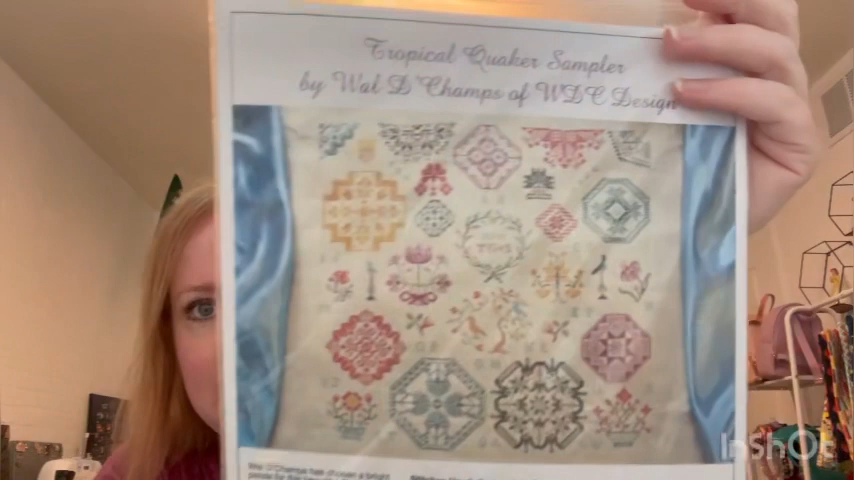 Tropical Quaker Sampler
by Wal D'Champs of WDC Design
InShOt